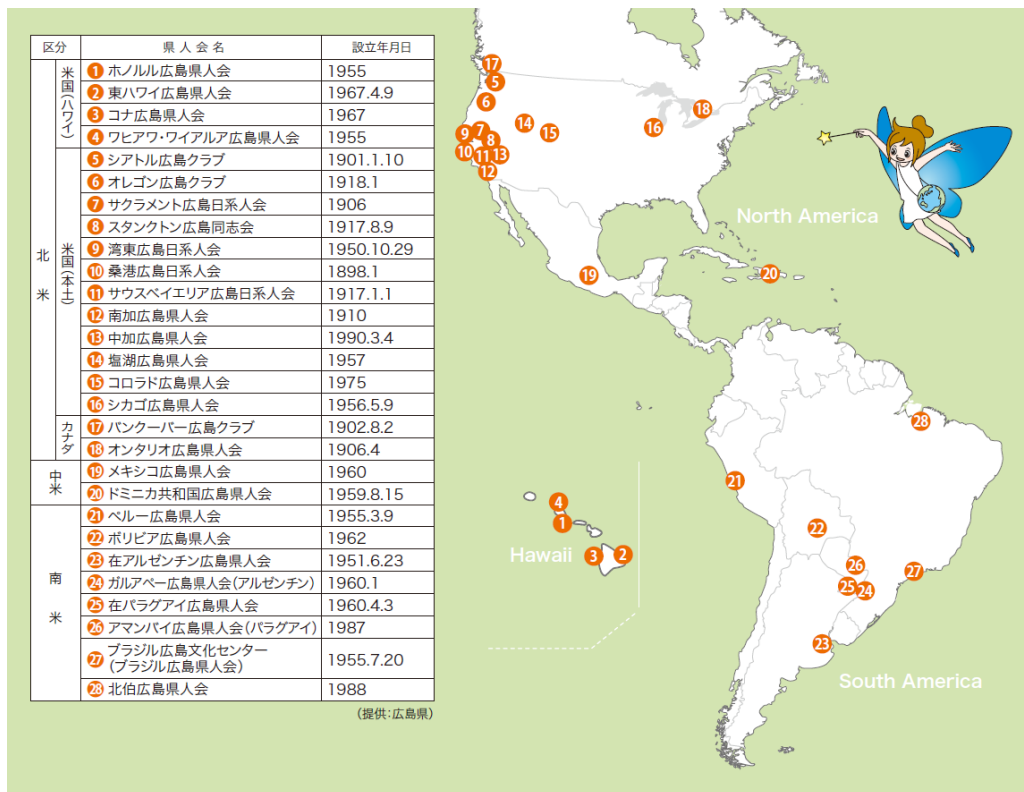 区分 県人会名 設立年月日
北米
米国(ハワイ)
❶ ホノルル広島県人会 1955
❷ 東ハワイ広島県人会 1967.4.9
❸ コナ広島県人会 1967
❹ ワヒアワ・ワイアルア広島県人会 1955
米国(本土)
❺ シアトル広島クラブ 1901.1.10
❻ オレゴン広島クラブ 1918.1
❼ サクラメント広島日系人会 1906
❽ スタンクトン広島同志会 1917.8.9
❾ 湾東広島日系人会 1950.10.29
❿ 桑港広島日系人会 1898.1
⓫ サウスベイエリア広島日系人会 1917.1.1
⓬ 南加広島県人会 1910
⓭ 中加広島県人会 1990.3.4
⓮ 塩湖広島県人会 1957
⓯ コロラド広島県人会 1975
⓰ シカゴ広島県人会 1956.5.9
カナダ
⓱ バンクーバー広島クラブ 1902.8.2
⓲ オンタリオ広島県人会 1906.4
中米
⓳ メキシコ広島県人会 1960
⓴ ドミニカ共和国広島県人会 1959.8.15
南米
21 ペルー広島県人会 1955.3.9
22 ボリビア広島県人会 1962
23 在アルゼンチン広島県人会 1951.6.23
24 ガルアペー広島県人会(アルゼンチン) 1960.1
25 在パラグアイ広島県人会 1960.4.3
26 アマンバイ広島県人会(パラグアイ) 1987
27 ブラジル広島文化センター
(ブラジル広島県人会) 1955.7.20
28 北伯広島県人会 1988
(提供:広島県)
17
5
6
18
14
15
16
9 7
8
10 11 13
12
North America
19
20
28
21
4
1
22
Hawaii 3 2
26
27
25 24
23
South America